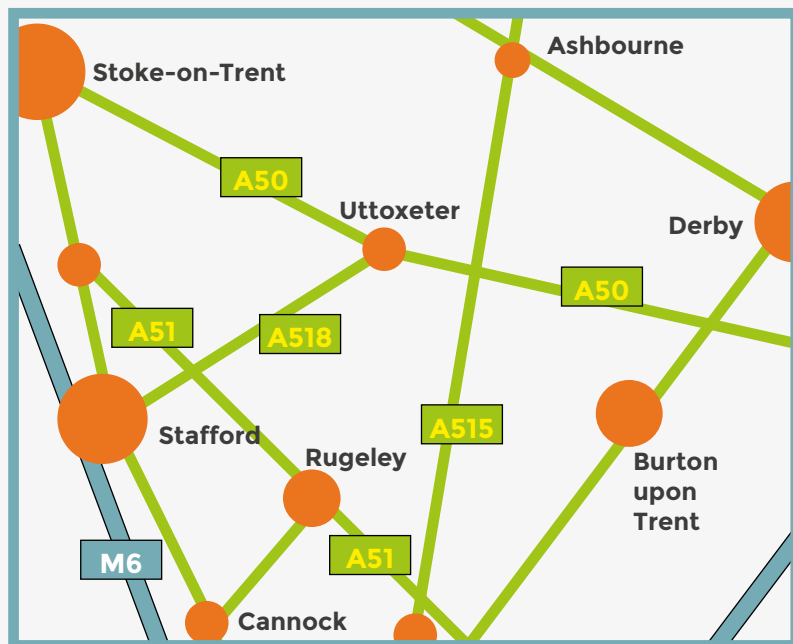 Ashbourne
Stoke-on-Trent
A50
Uttoxeter
Derby
A50
A51
A518
A515
Stafford
Rugeley
Burton
upon
Trent
A51
M6
Cannock